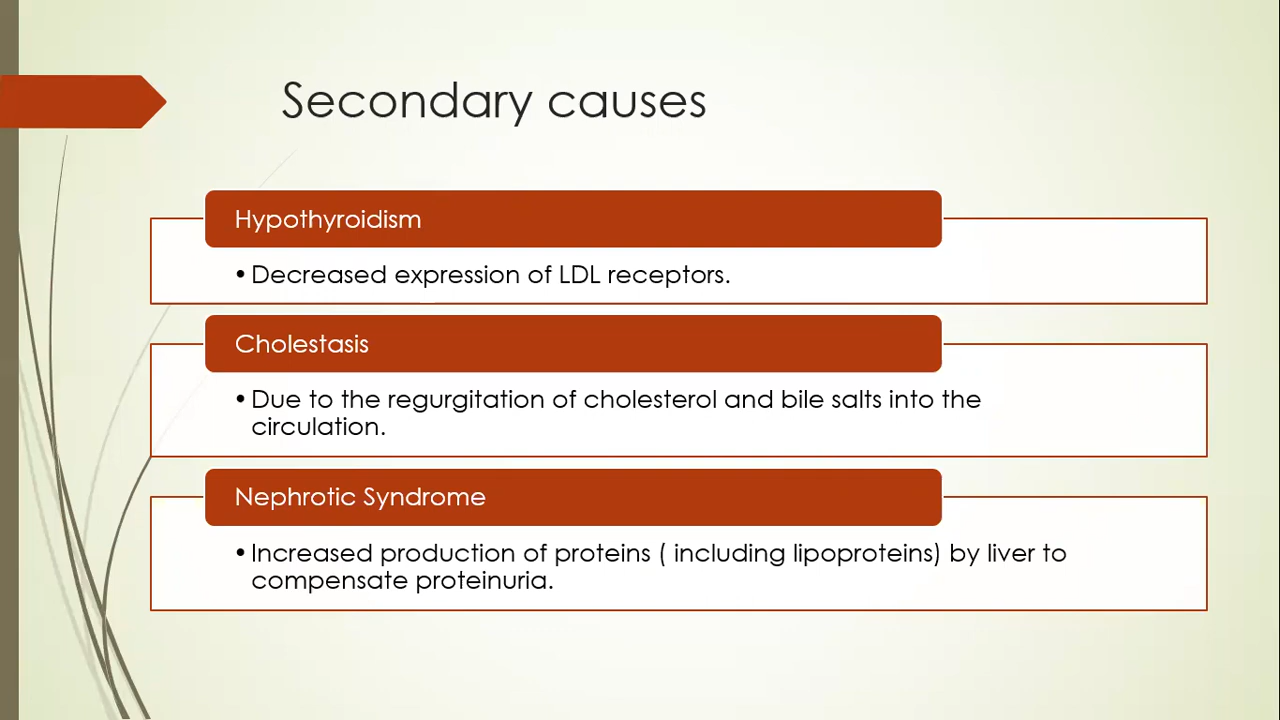 Secondary causes
Hypothyroidism
• Decreased expression of LDL receptors.
Cholestasis
• Due to the regurgitation of cholesterol and bile salts into the
circulation.
Nephrotic Syndrome
• Increased production of proteins ( including lipoproteins) by liver to
compensate proteinuria.